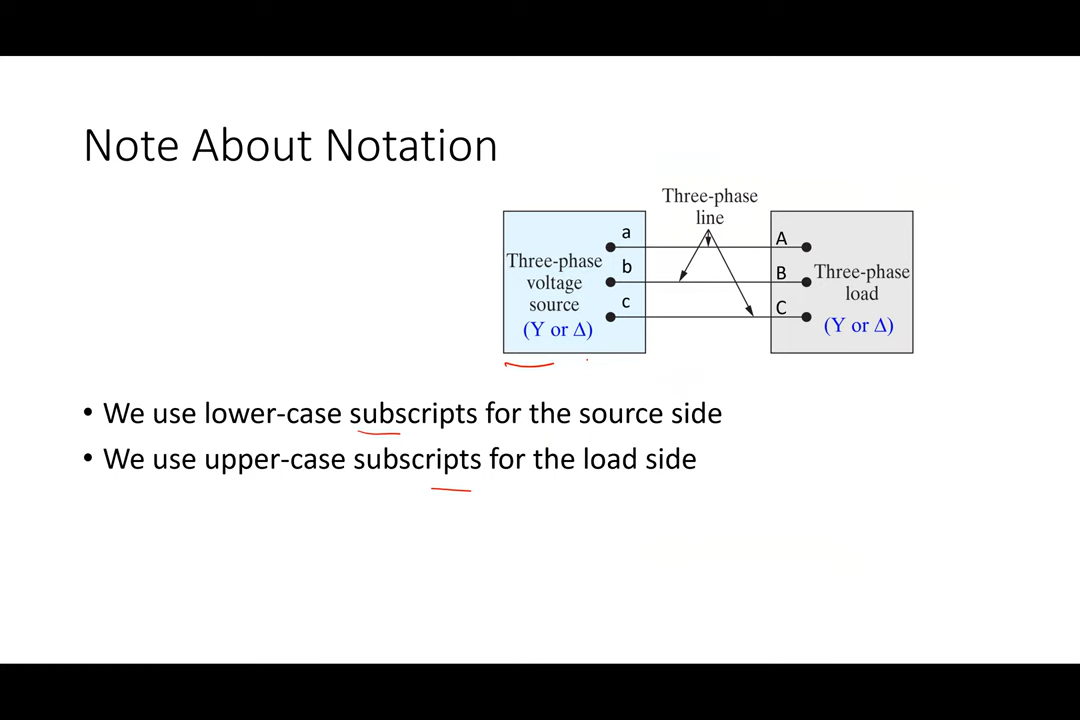 Note About Notation
Three-phase
line
a
A
Three-phase
b
B
Three-phase
voltage
load
source
c
C
(Y or Δ)
(Y or Δ)
• We use lower-case subscripts for the source side
• We use upper-case subscripts for the load side